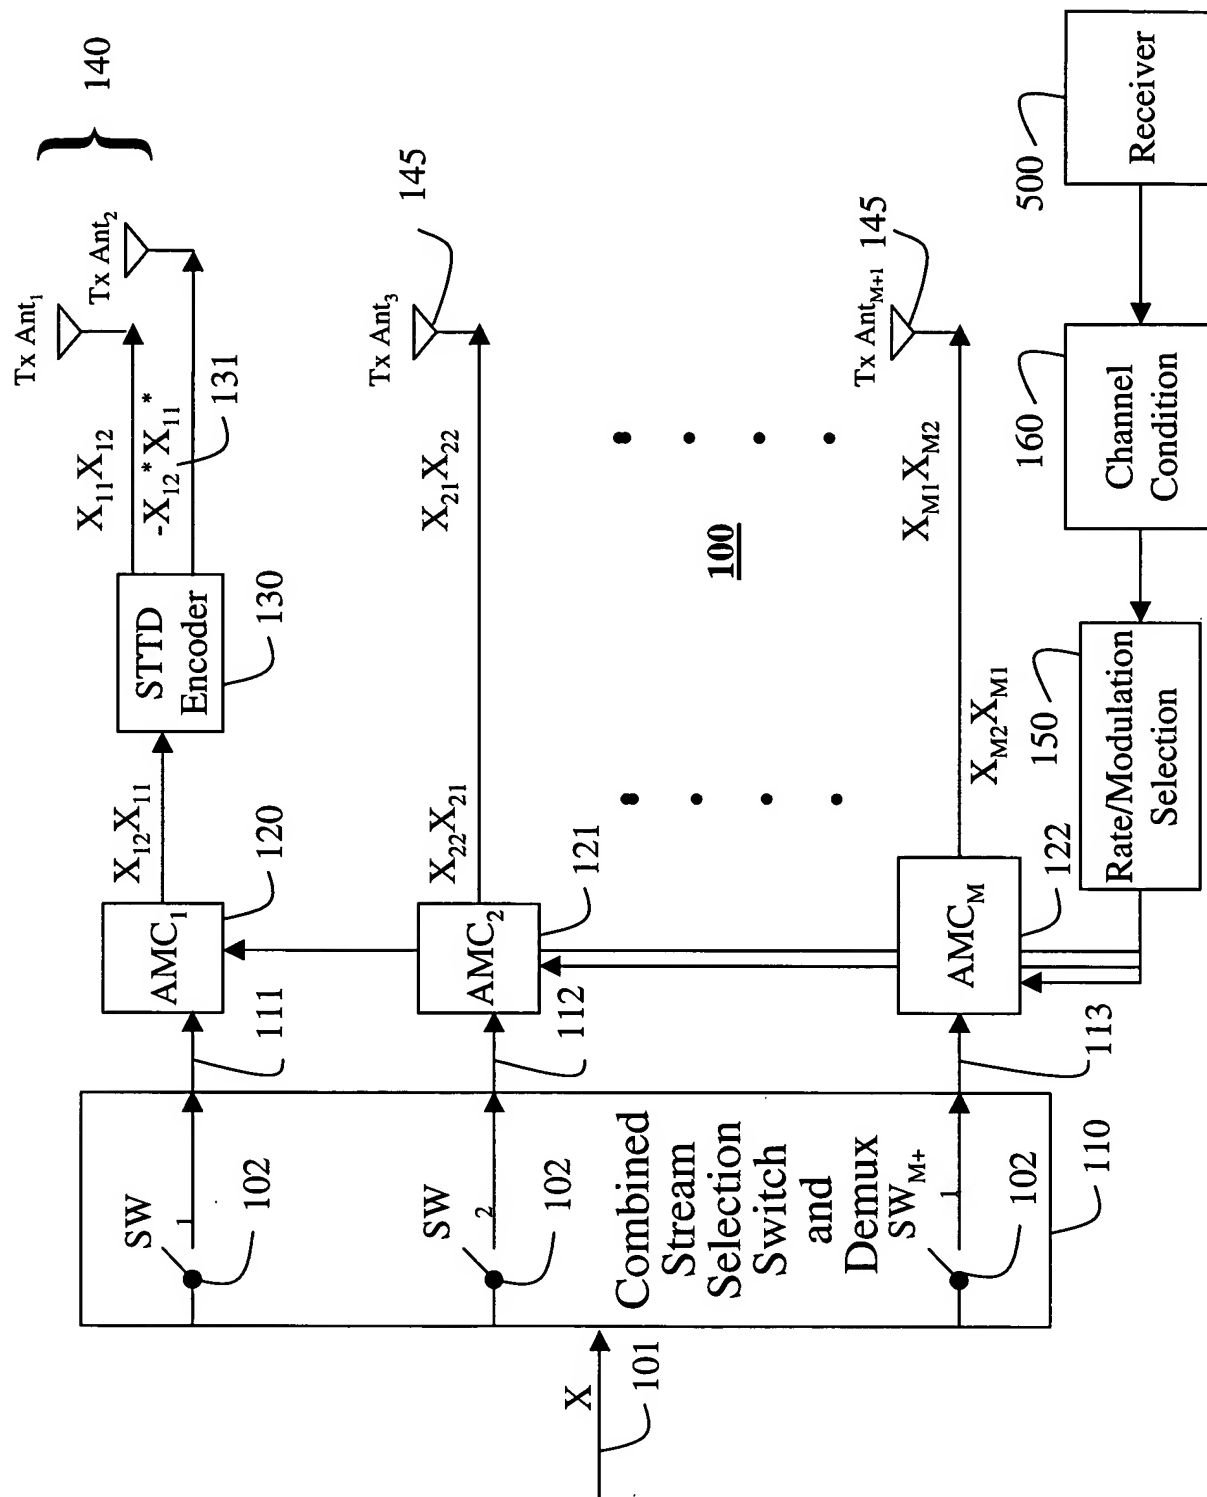 140
Tx Ant1
Tx Ant2
X11X12
-X12* X11*
131
STTD
Encoder
130
X12X11
AMC1
120
111
SW
1
102
Tx Ant3
145
X21X22
X22X21
AMC2
121
112
SW
2
102
100
Tx AntM+1
145
XM1XM2
XM2XM1
AMCM
122
113
Combined
Stream
Selection
Switch
and
Demux
SWM+
1
102
110
X
101
Receiver
500
Channel
Condition
160
Rate/Modulation
Selection
150